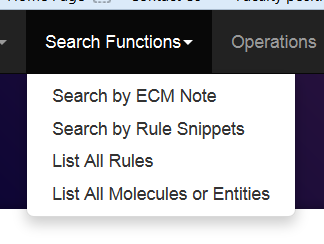 Search Functions
Operations
Search by ECM Note
Search by Rule Snippets
List All Rules
List All Molecules or Entities